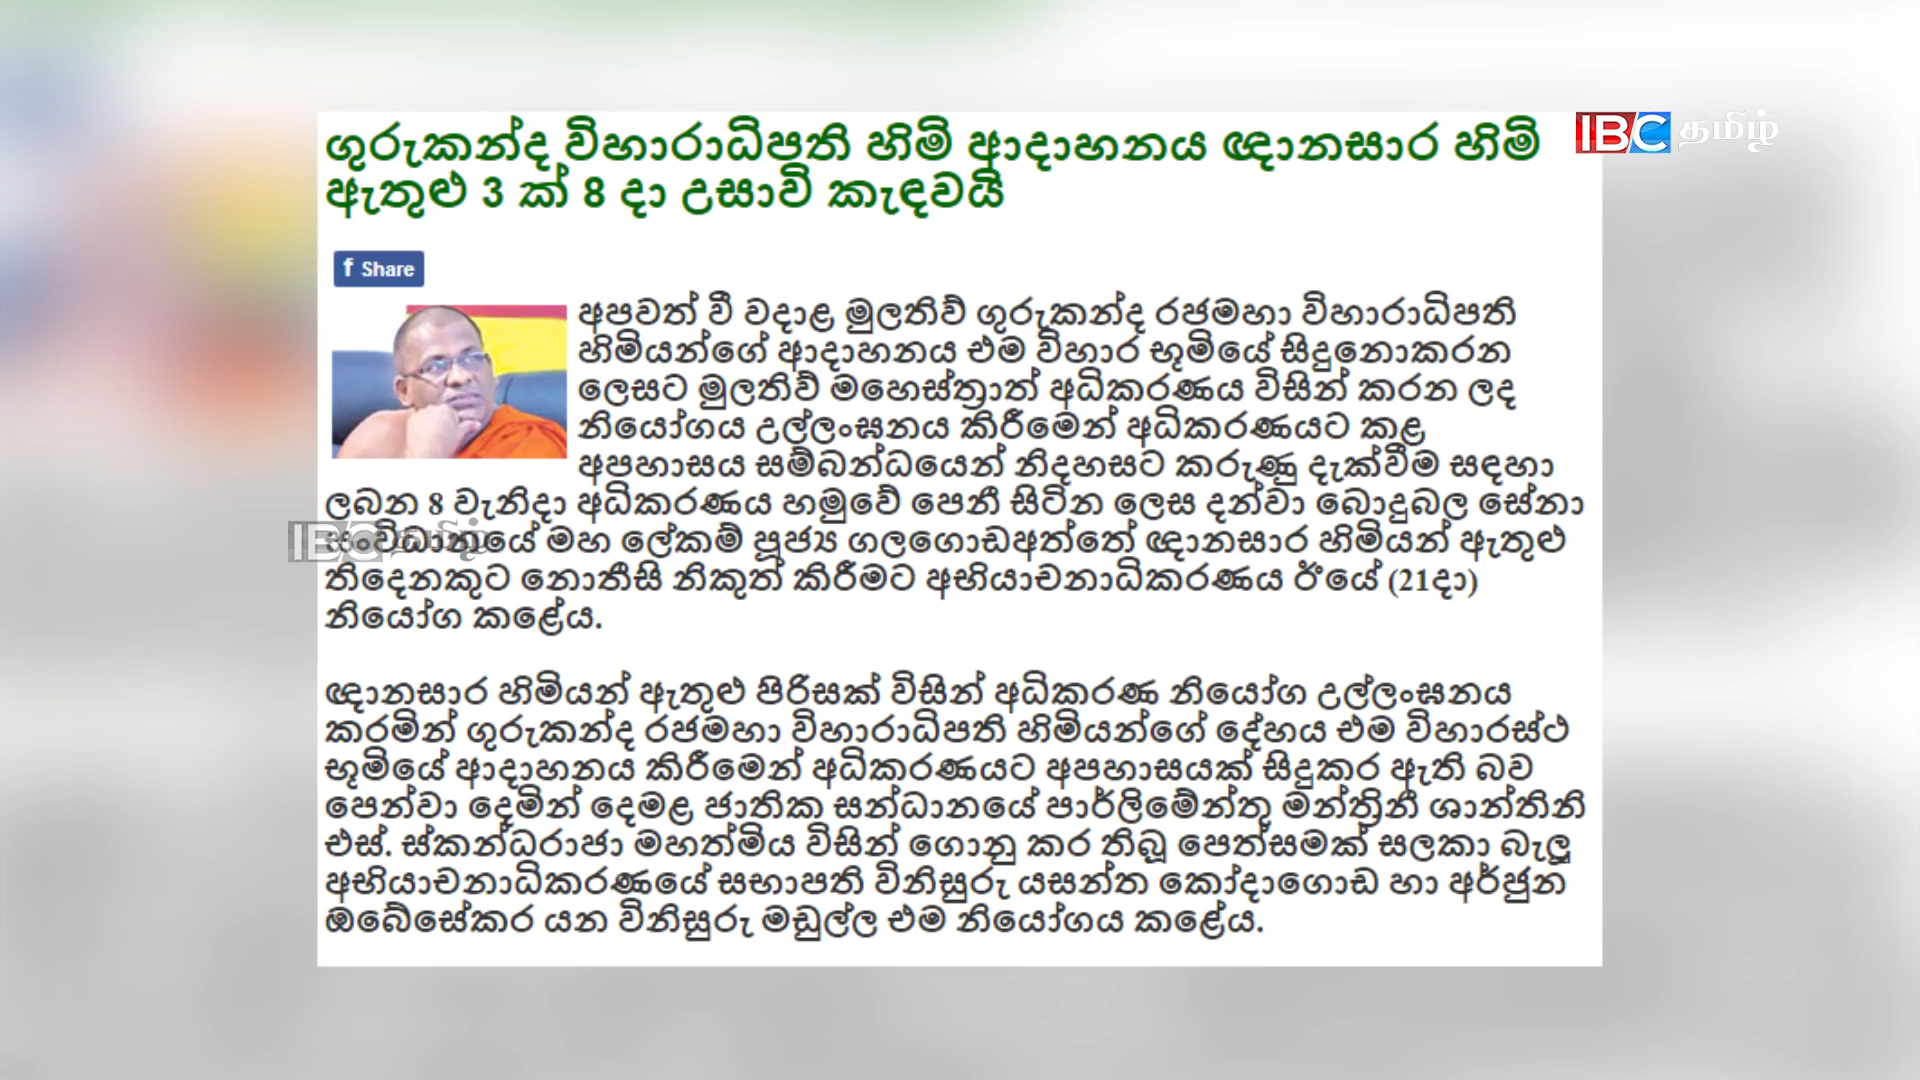 IBC தமிழ்
ගුරුකන්ද විහාරාධිපති හිමි ආදාහනය ඥානසාර හිමි
ඇතුළු 3 ක් 8 දා උසාවි කැඳවයි
f Share
අපවත් වී වදාළ මුලතිව් ගුරුකන්ද රජමහා විහාරාධිපති
හිමියන්ගේ ආදාහනය එම විහාර භූමියේ සිදුනොකරන
ලෙසට මුලතිව් මහෙස්ත්‍රාත් අධිකරණය විසින් කරන ලද
නියෝගය උල්ලංඝනය කිරීමෙන් අධිකරණයට කළ
අපහාසය සම්බන්ධයෙන් නිදහසට කරුණු දැක්වීම සඳහා
ලබන 8 වැනිදා අධිකරණය හමුවේ පෙනී සිටින ලෙස දන්වා බොදුබල සේනා
සංවිධානයේ මහ ලේකම් පූජ්‍ය ගලගොඩඅත්තේ ඥානසාර හිමියන් ඇතුළු
තිදෙනකුට නොතීසි නිකුත් කිරීමට අභියාචනාධිකරණය ඊයේ (21දා)
නියෝග කළේය.
ඥානසාර හිමියන් ඇතුළු පිරිසක් විසින් අධිකරණ නියෝග උල්ලංඝනය
කරමින් ගුරුකන්ද රජමහා විහාරාධිපති හිමියන්ගේ දේහය එම විහාරස්ථ
භූමියේ ආදාහනය කිරීමෙන් අධිකරණයට අපහාසයක් සිදුකර ඇති බව
පෙන්වා දෙමින් දෙමළ ජාතික සන්ධානයේ පාර්ලිමේන්තු මන්ත්‍රිනී ශාන්තිනි
එස්. ස්කන්ධරාජා මහත්මිය විසින් ගොනු කර තිබූ පෙත්සමක් සලකා බැලූ
අභියාචනාධිකරණයේ සභාපති විනිසුරු යසන්ත කෝදාගොඩ හා අර්ජුන
ඔබේසේකර යන විනිසුරු මඩුල්ල එම නියෝගය කළේය.
IBC தமிழ்